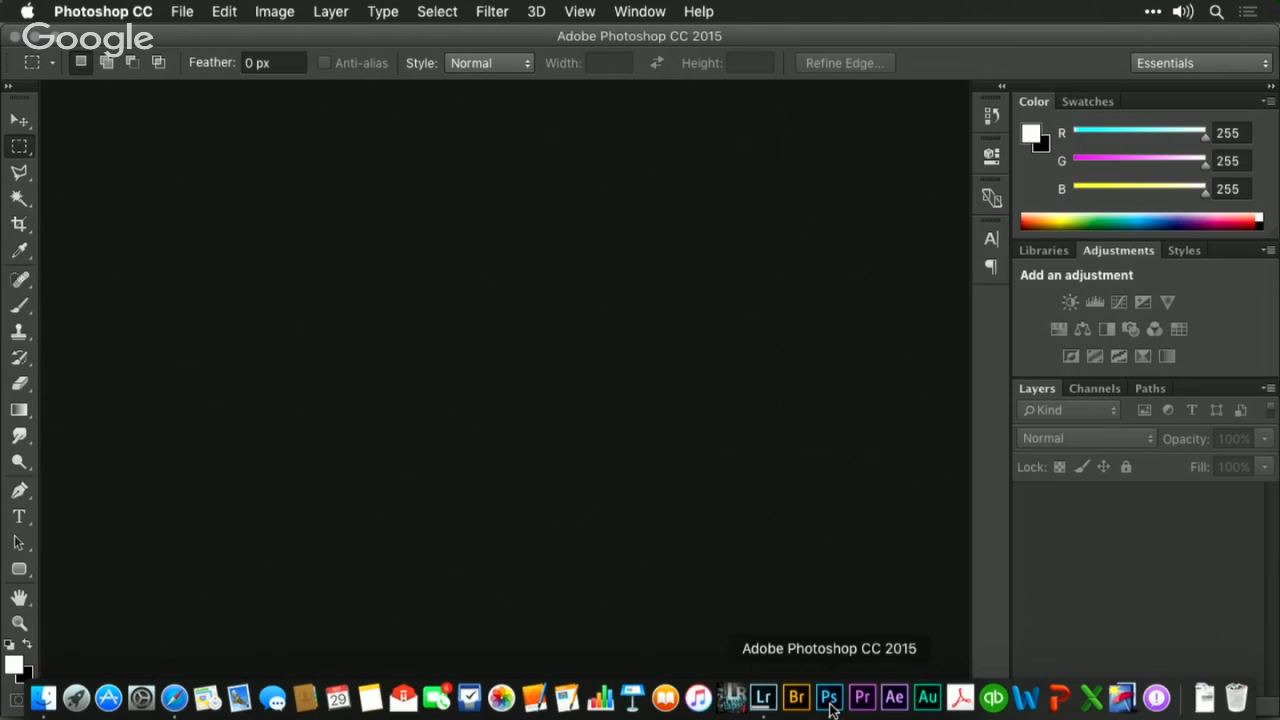 Photoshop CC File Edit Image Layer Type Select Filter 3D View Window Help
Google
Adobe Photoshop CC 2015
Feather: 0 px Anti-alias Style: Normal Width: Height: Refine Edge... Essentials
Color Swatches
R 255
G 255
B 255
Libraries Adjustments Styles
Add an adjustment
Layers Channels Paths
Kind
Normal Opacity: 100%
Lock: Fill: 100%
Adobe Photoshop CC 2015
29 Lr Br Ps Pr Ae Au qb